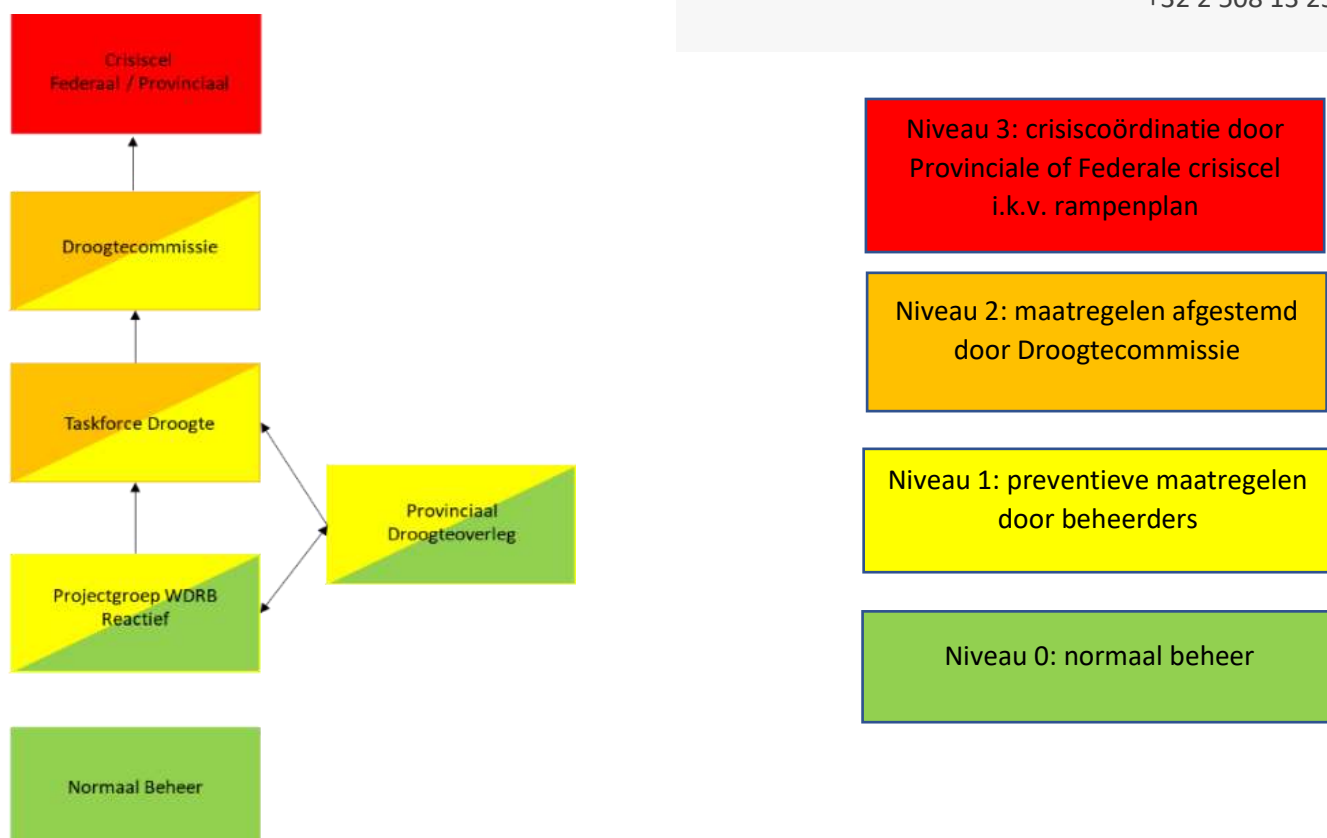 Crisiscel
Federaal / Provinciaal
Droogtecommissie
Taskforce Droogte
Provinciaal
Droogteoverleg
Projectgroep WDRB
Reactief
Normaal Beheer
Niveau 3: crisiscoördinatie door
Provinciale of Federale crisiscel
i.k.v. rampenplan
Niveau 2: maatregelen afgestemd
door Droogtecommissie
Niveau 1: preventieve maatregelen
door beheerders
Niveau 0: normaal beheer